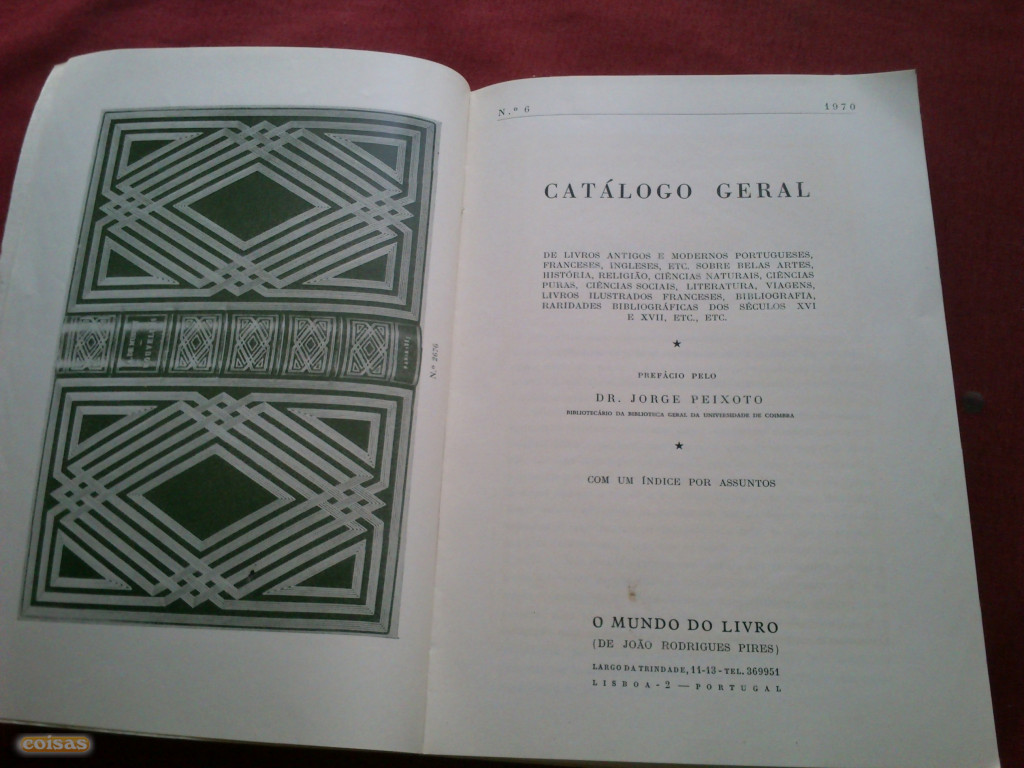 N.º 2626
N.º 6 1970
CATÁLOGO GERAL
DE LIVROS ANTIGOS E MODERNOS PORTUGUESES,
FRANCESES, INGLESES, ETC. SOBRE BELAS ARTES,
HISTÓRIA, RELIGIÃO, CIÊNCIAS NATURAIS, CIÊNCIAS
PURAS, CIÊNCIAS SOCIAIS, LITERATURA, VIAGENS,
LIVROS ILUSTRADOS FRANCESES, BIBLIOGRAFIA,
RARIDADES BIBLIOGRÁFICAS DOS SÉCULOS XVI
E XVII, ETC., ETC.
PREFÁCIO PELO
DR. JORGE PEIXOTO
BIBLIOTECÁRIO DA BIBLIOTECA GERAL DA UNIVERSIDADE DE COIMBRA
COM UM ÍNDICE POR ASSUNTOS
O MUNDO DO LIVRO
(DE JOÃO RODRIGUES PIRES)
LARGO DA TRINDADE, 11-13 - TEL. 369951
LISBOA - 2 — PORTUGAL
coisas